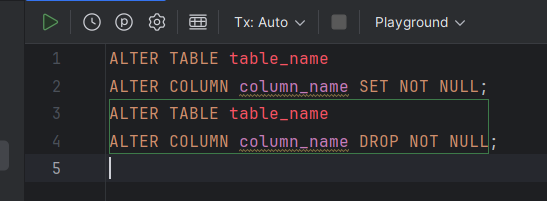 Tx: Auto Playground
1 ALTER TABLE table_name
2 ALTER COLUMN column_name SET NOT NULL;
3 ALTER TABLE table_name
4 ALTER COLUMN column_name DROP NOT NULL;
5